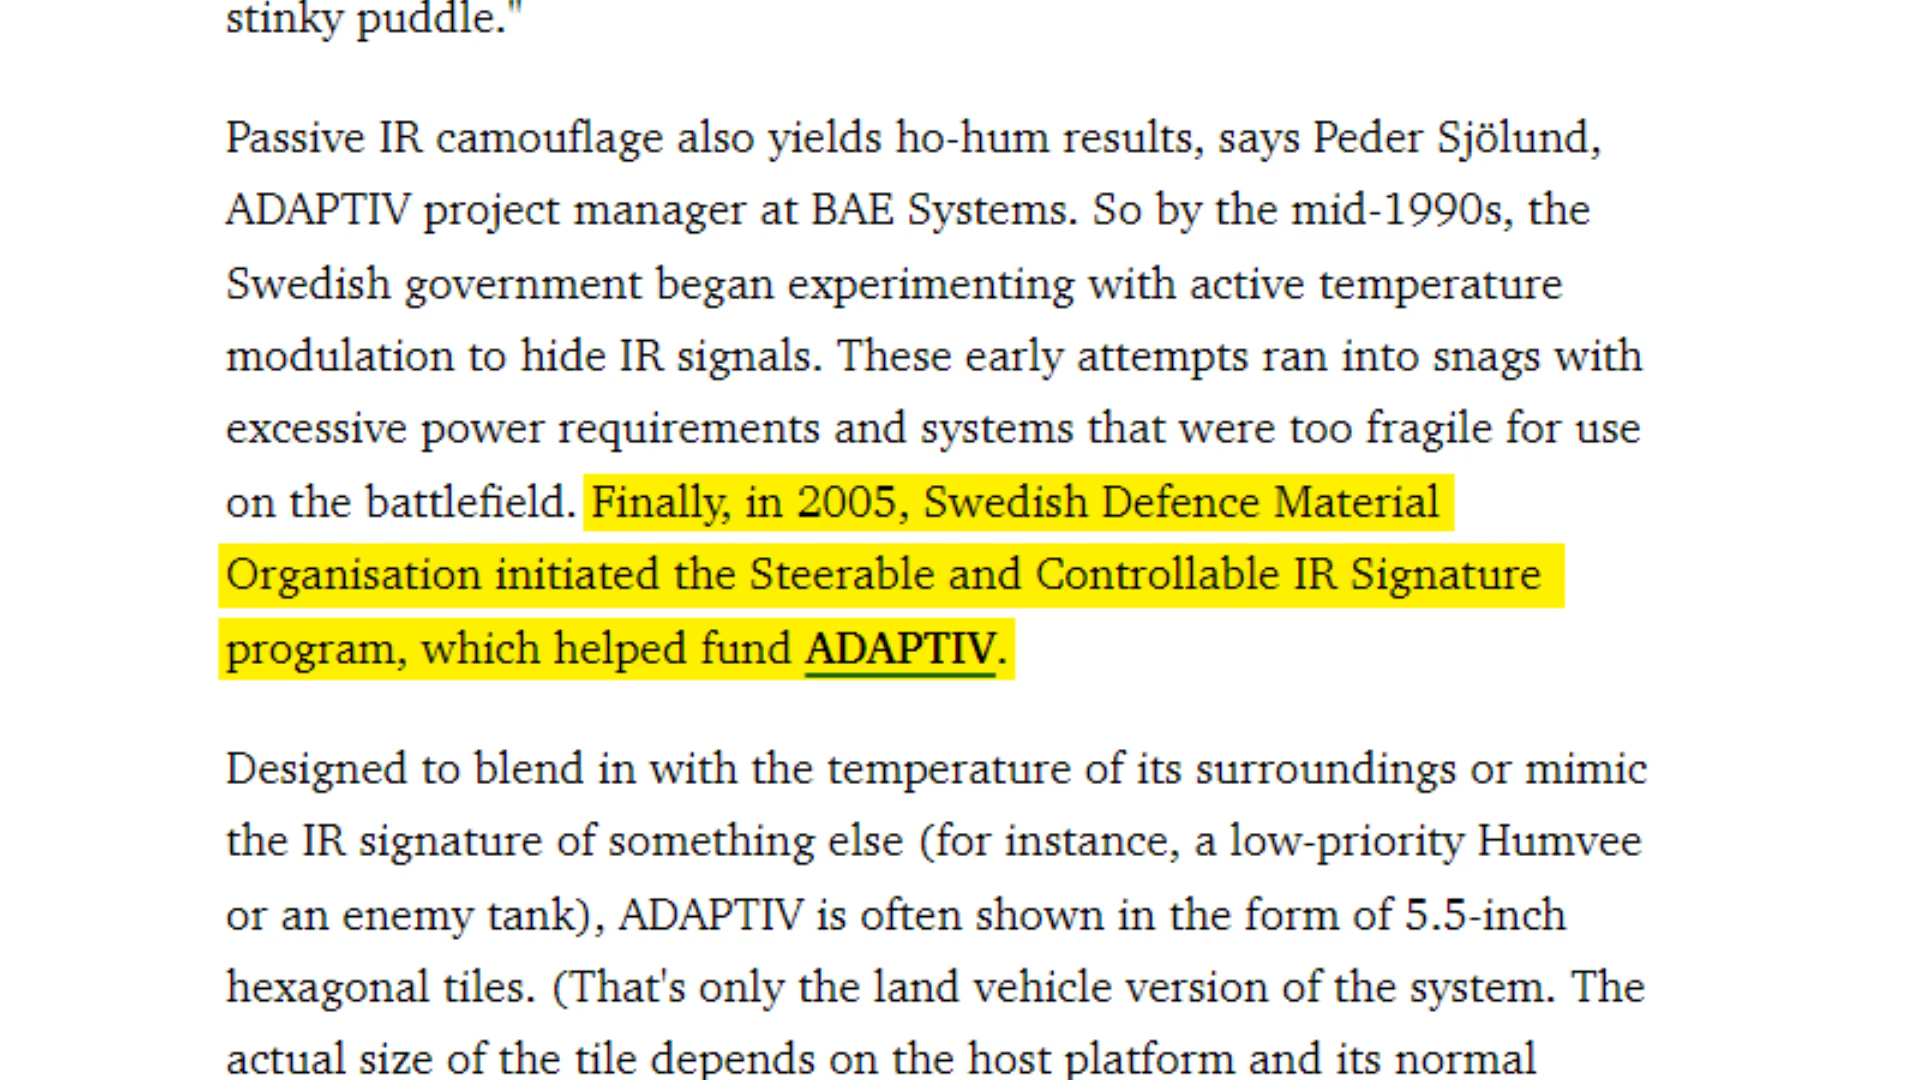 stinky puddle."
Passive IR camouflage also yields ho-hum results, says Peder Sjölund,
ADAPTIV project manager at BAE Systems. So by the mid-1990s, the
Swedish government began experimenting with active temperature
modulation to hide IR signals. These early attempts ran into snags with
excessive power requirements and systems that were too fragile for use
on the battlefield. Finally, in 2005, Swedish Defence Material
Organisation initiated the Steerable and Controllable IR Signature
program, which helped fund ADAPTIV.
Designed to blend in with the temperature of its surroundings or mimic
the IR signature of something else (for instance, a low-priority Humvee
or an enemy tank), ADAPTIV is often shown in the form of 5.5-inch
hexagonal tiles. (That's only the land vehicle version of the system. The
actual size of the tile depends on the host platform and its normal